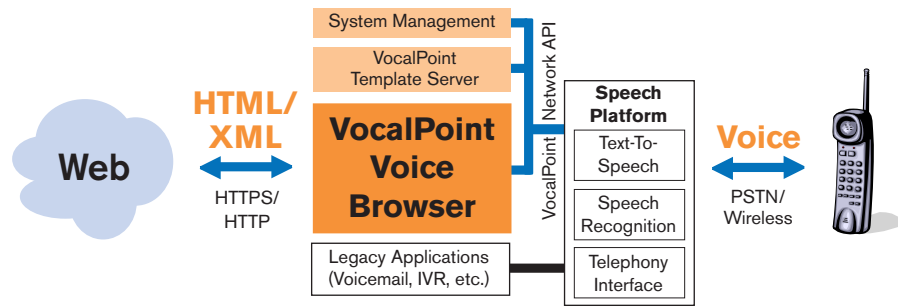 Web
HTML/
XML
HTTPS/
HTTP
System Management
VocalPoint
Template Server
VocalPoint
Voice
Browser
Legacy Applications
(Voicemail, IVR, etc.)
VocalPoint Network API
Speech
Platform
Text-To-
Speech
Speech
Recognition
Telephony
Interface
Voice
PSTN/
Wireless